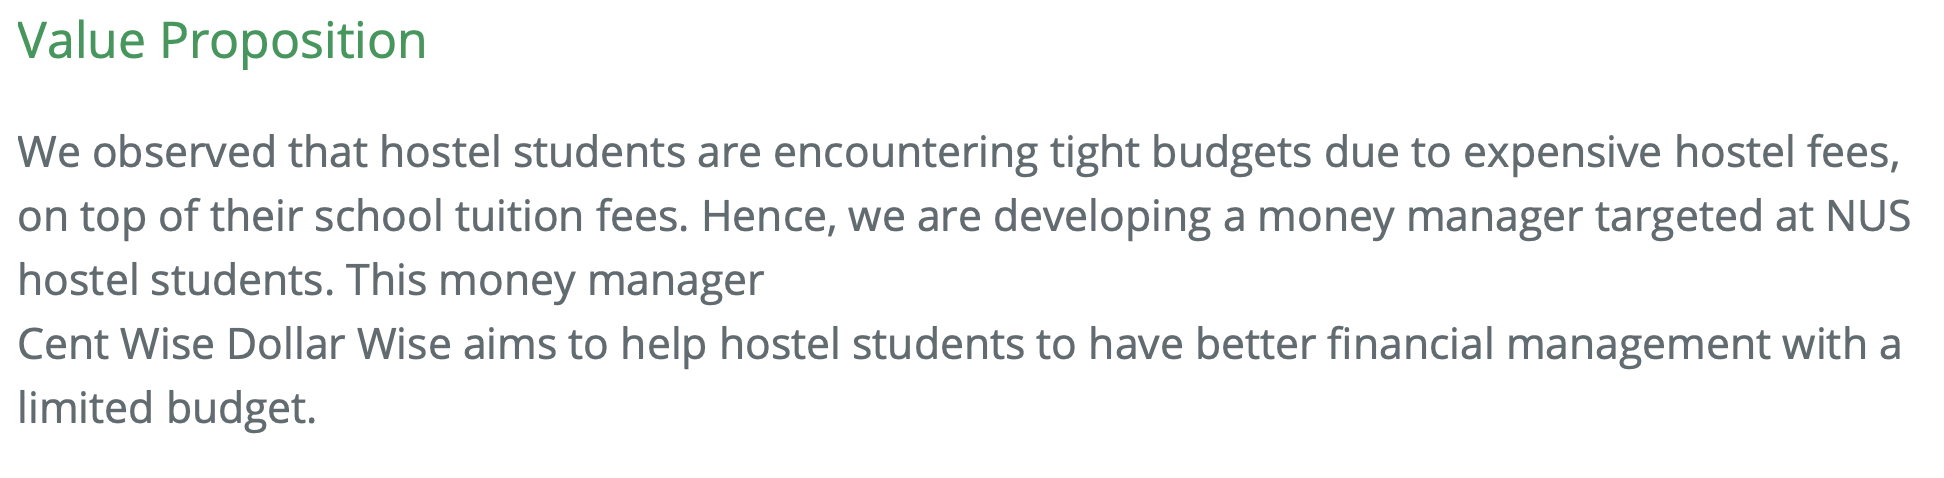 Value Proposition
We observed that hostel students are encountering tight budgets due to expensive hostel fees,
on top of their school tuition fees. Hence, we are developing a money manager targeted at NUS
hostel students. This money manager
Cent Wise Dollar Wise aims to help hostel students to have better financial management with a
limited budget.